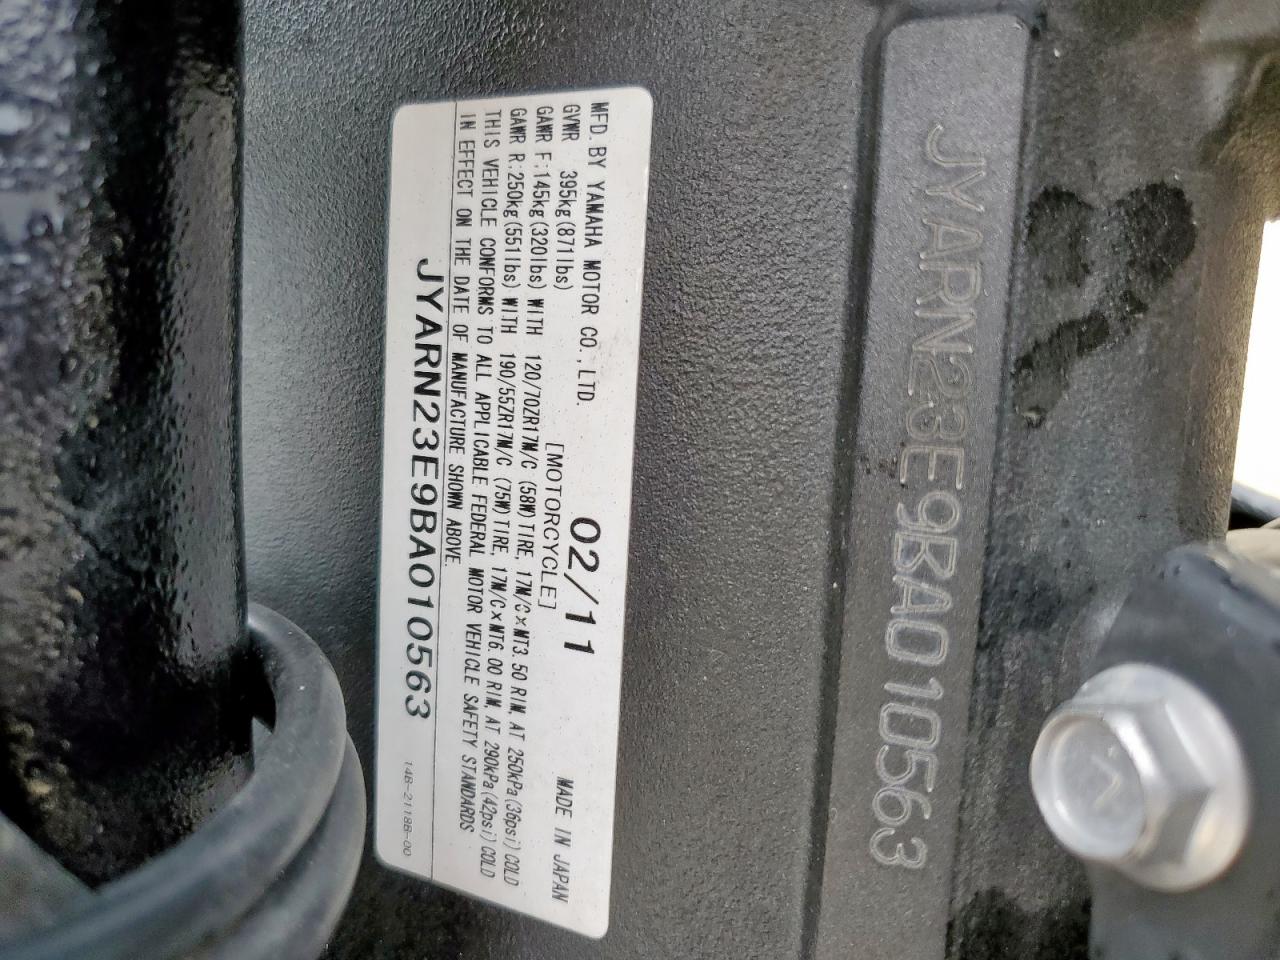 MFD. BY YAMAHA MOTOR CO., LTD. 02/11 MADE IN JAPAN
GVWR 395kg(871lbs) [MOTORCYCLE]
GAWR F:145kg(320lbs) WITH 120/70ZR17M/C (58W)TIRE, 17M/C×MT3.50 RIM, AT 250kPa(36psi)COLD
GAWR R:250kg(551lbs) WITH 190/55ZR17M/C (75W)TIRE, 17M/C×MT6.00 RIM, AT 290kPa(42psi)COLD
THIS VEHICLE CONFORMS TO ALL APPLICABLE FEDERAL MOTOR VEHICLE SAFETY STANDARDS
IN EFFECT ON THE DATE OF MANUFACTURE SHOWN ABOVE.
JYARN23E9BA010563 14B-2118B-00
JYARN23E9BA010563